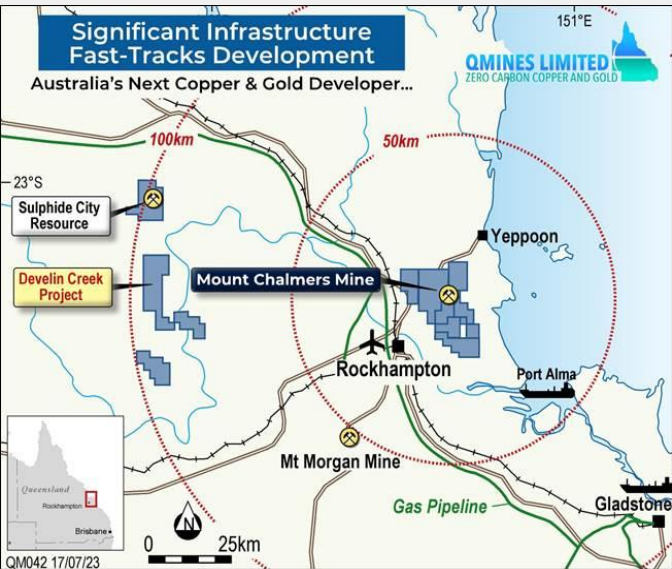 Significant Infrastructure
Fast-Tracks Development
Australia's Next Copper & Gold Developer...
151°E
QMINES LIMITED
ZERO CARBON COPPER AND GOLD
100km
50km
23°S
Sulphide City
Resource
Yeppoon
Develin Creek
Project
Mount Chalmers Mine
Rockhampton
Port Alma
Mt Morgan Mine
Gas Pipeline
Gladstone
Queensland
Rockhampton
Brisbane
N
0 25km
QM042 17/07/23